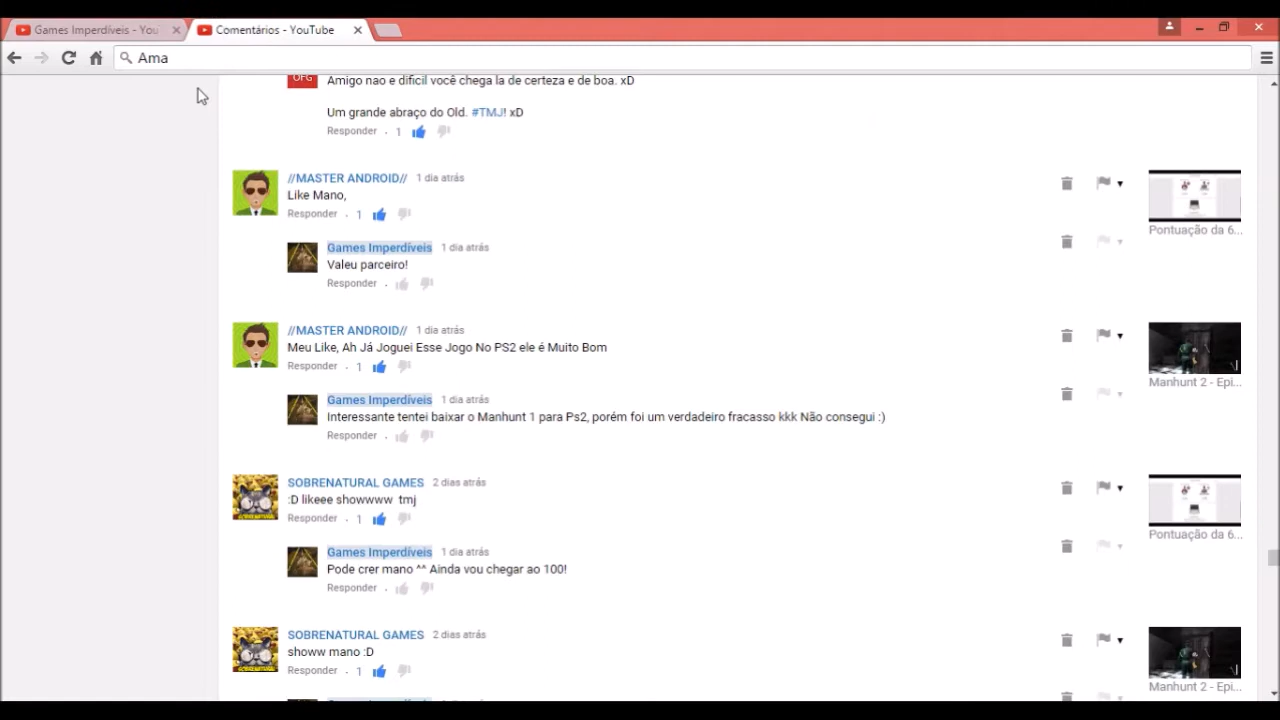 Games Imperdíveis - You
Comentários - YouTube
Ama
OFG
Amigo nao e dificil você chega la de certeza e de boa. xD
Um grande abraço do Old. #TMJ! xD
Responder . 1
//MASTER ANDROID// 1 dia atrás
Like Mano,
Responder . 1
Pontuação da 6...
Games Imperdíveis 1 dia atrás
Valeu parceiro!
Responder .
//MASTER ANDROID// 1 dia atrás
Meu Like, Ah Já Joguei Esse Jogo No PS2 ele é Muito Bom
Responder . 1
Manhunt 2 - Epi...
Games Imperdíveis 1 dia atrás
Interessante tentei baixar o Manhunt 1 para Ps2, porém foi um verdadeiro fracasso kkk Não consegui :)
Responder .
SOBRENATURAL GAMES 2 dias atrás
:D likeee showwww tmj
Responder . 1
Pontuação da 6...
Games Imperdíveis 1 dia atrás
Pode crer mano ^^ Ainda vou chegar ao 100!
Responder .
SOBRENATURAL GAMES 2 dias atrás
showw mano :D
Responder . 1
Manhunt 2 - Epi...